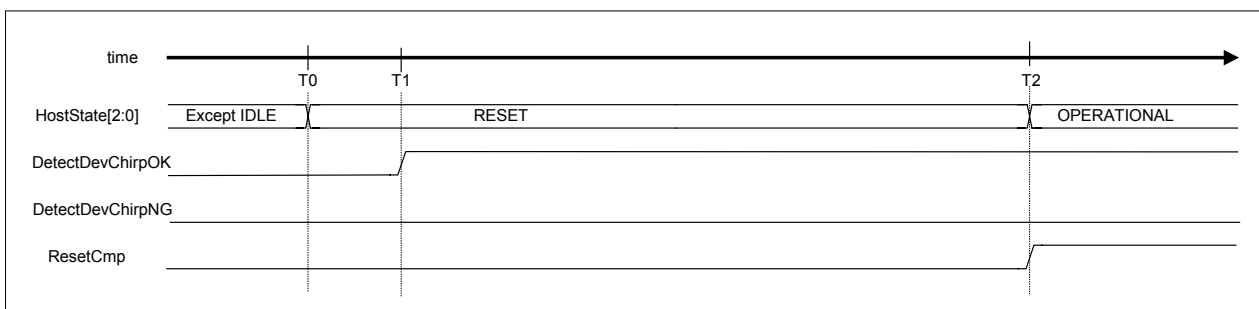 time
T0 T1 T2
HostState[2:0] Except IDLE RESET OPERATIONAL
DetectDevChirpOK
DetectDevChirpNG
ResetCmp